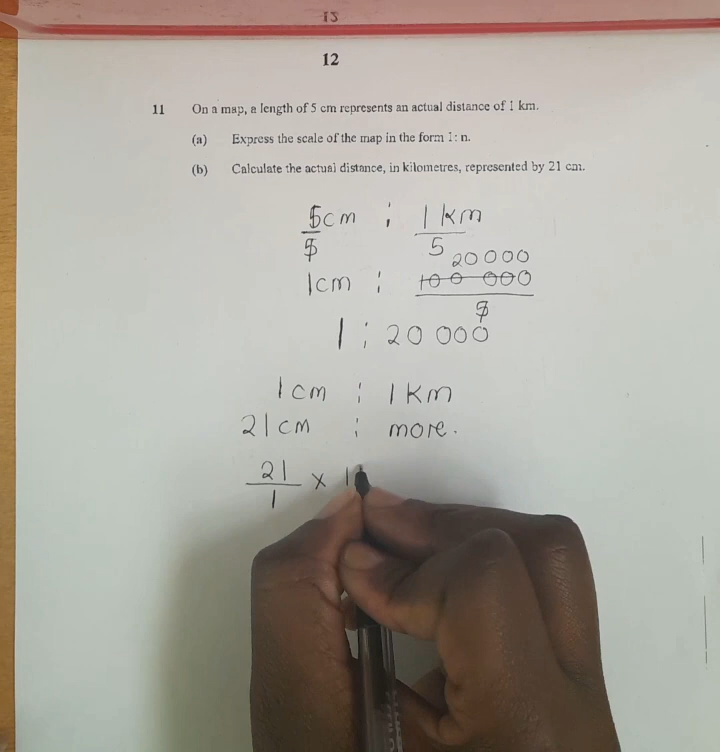 13
12
11 On a map, a length of 5 cm represents an actual distance of 1 km.
(a) Express the scale of the map in the form 1: n.
(b) Calculate the actual distance, in kilometres, represented by 21 cm.
5cm : 1 km
5 5
20000
1cm : 100 000
5
1 : 20 000
1cm : 1 km
21cm : more.
21 × 1
1